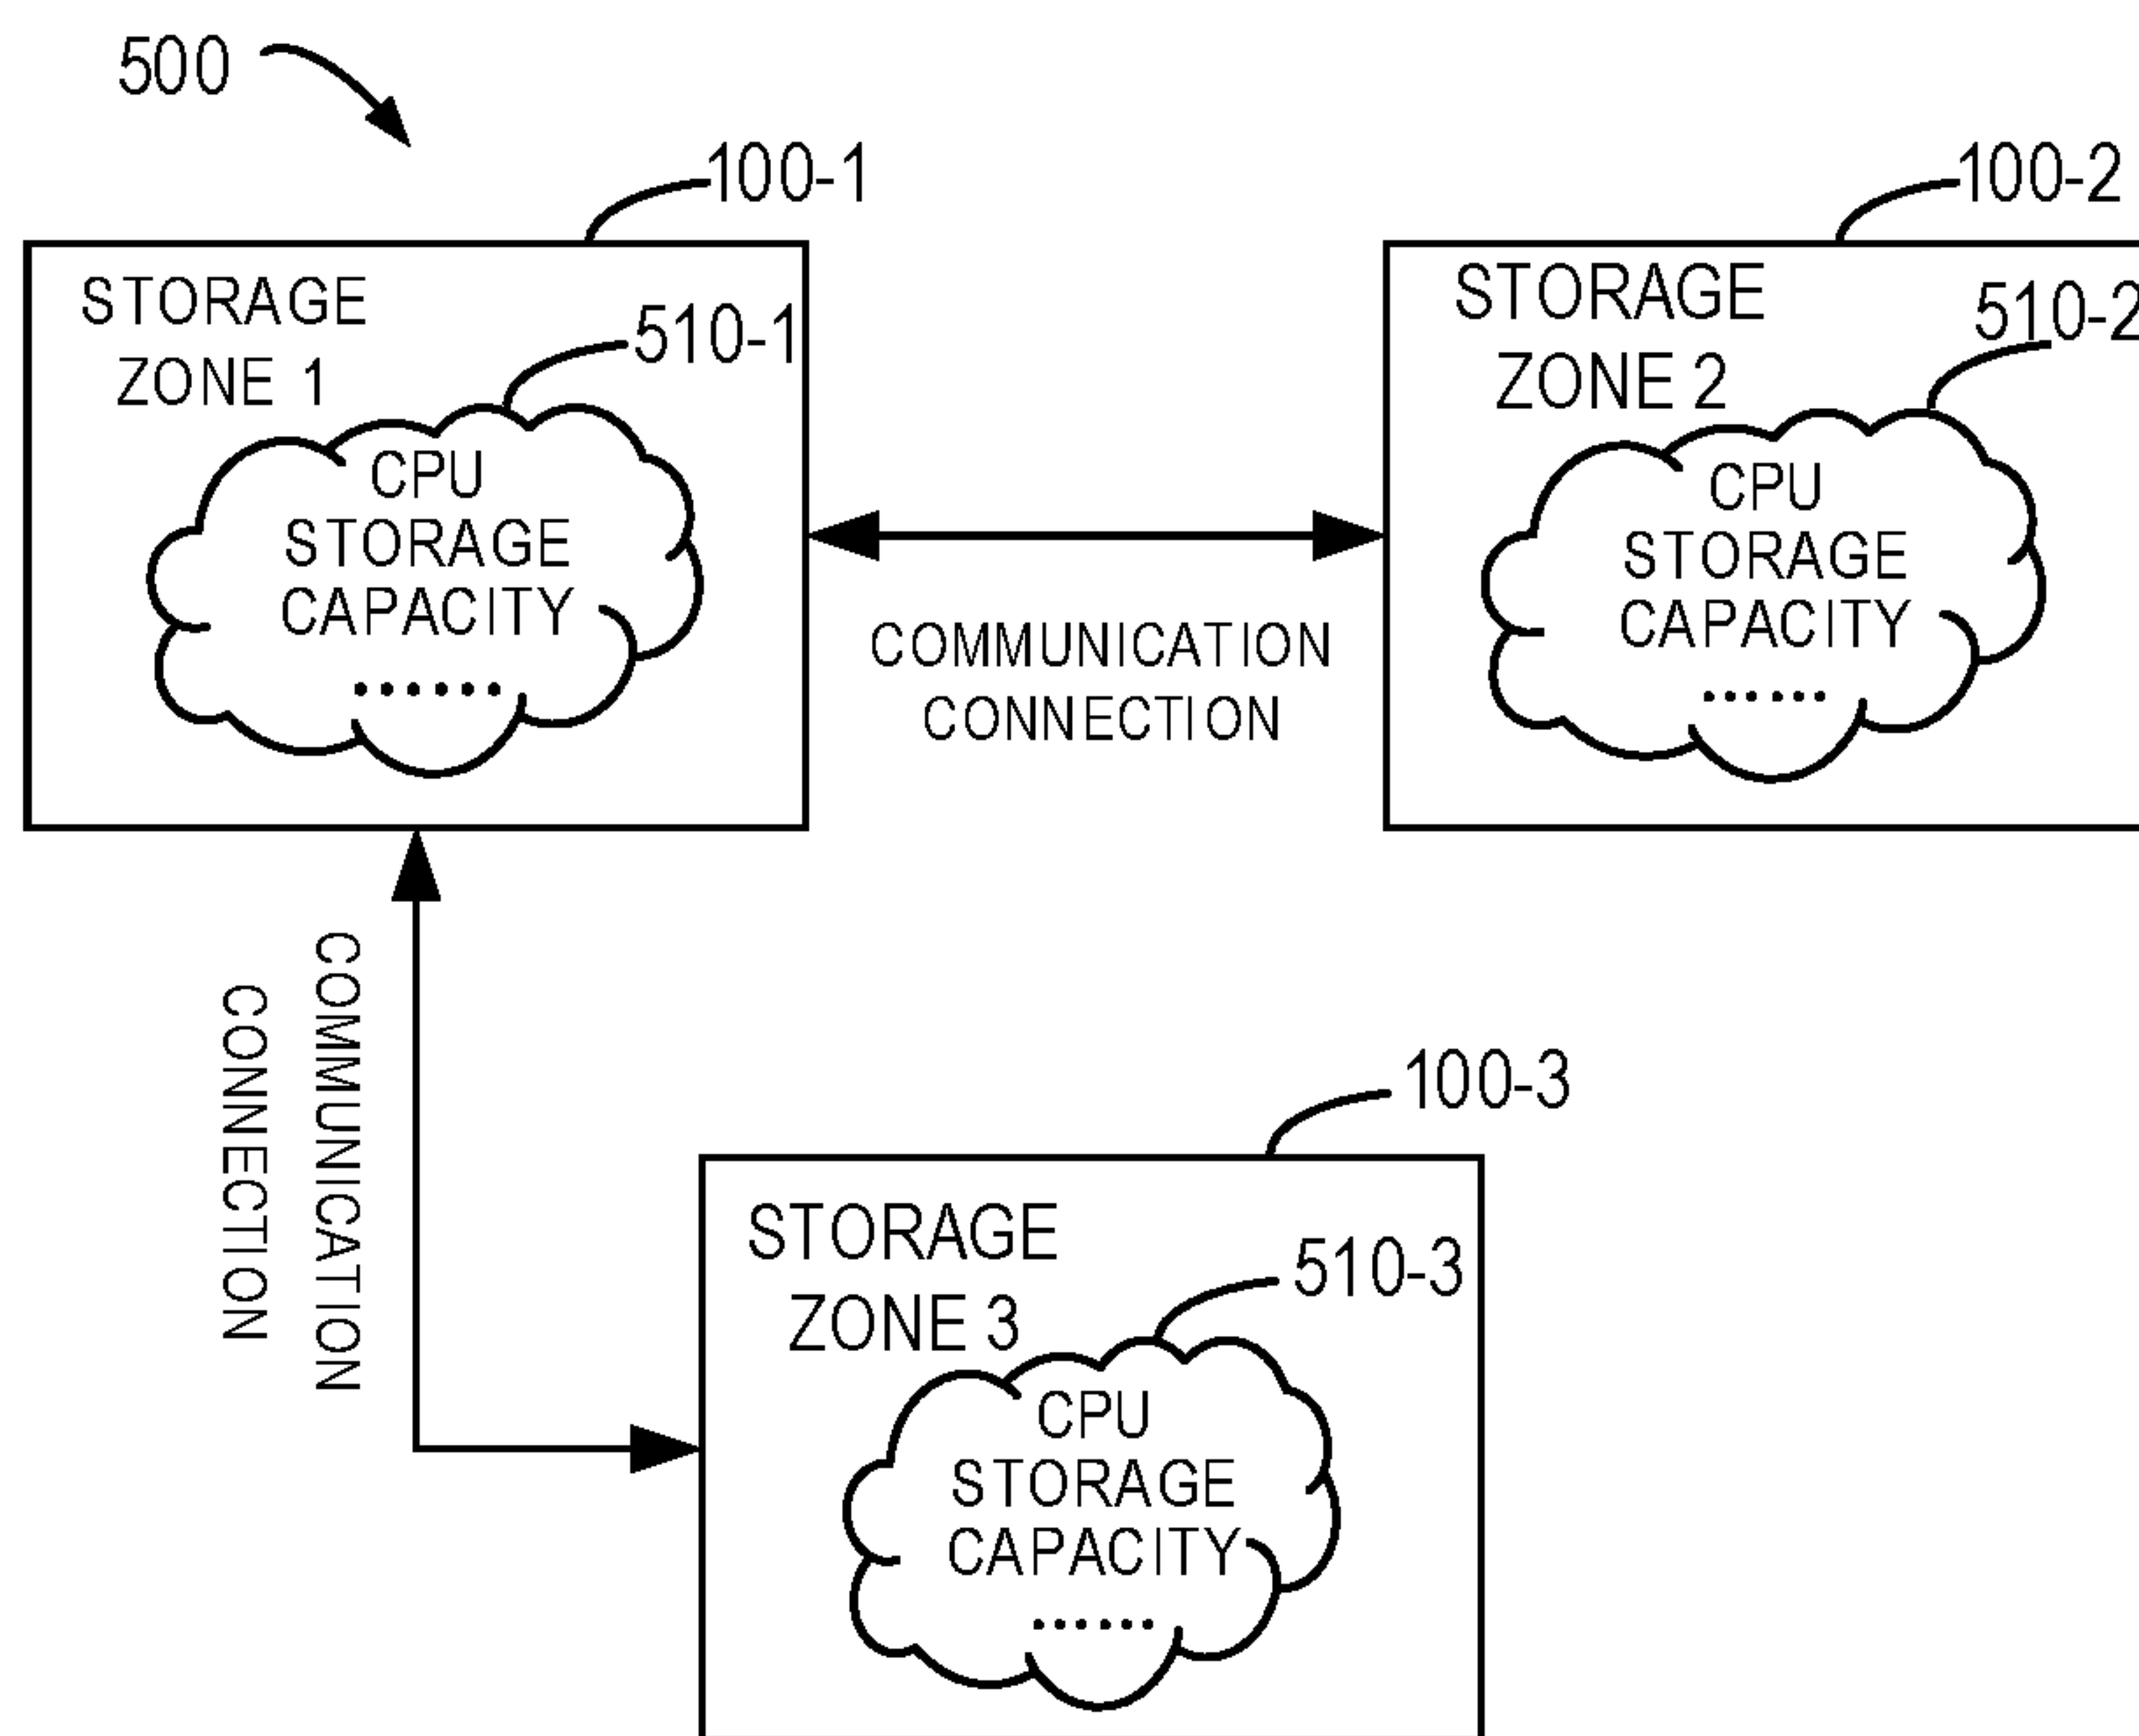 500
100-1
100-2
STORAGE
ZONE 1
510-1
STORAGE
ZONE 2
510-2
CPU
STORAGE
CAPACITY
......
CPU
STORAGE
CAPACITY
......
COMMUNICATION
CONNECTION
COMMUNICATION
CONNECTION
100-3
STORAGE
ZONE 3
510-3
CPU
STORAGE
CAPACITY
......